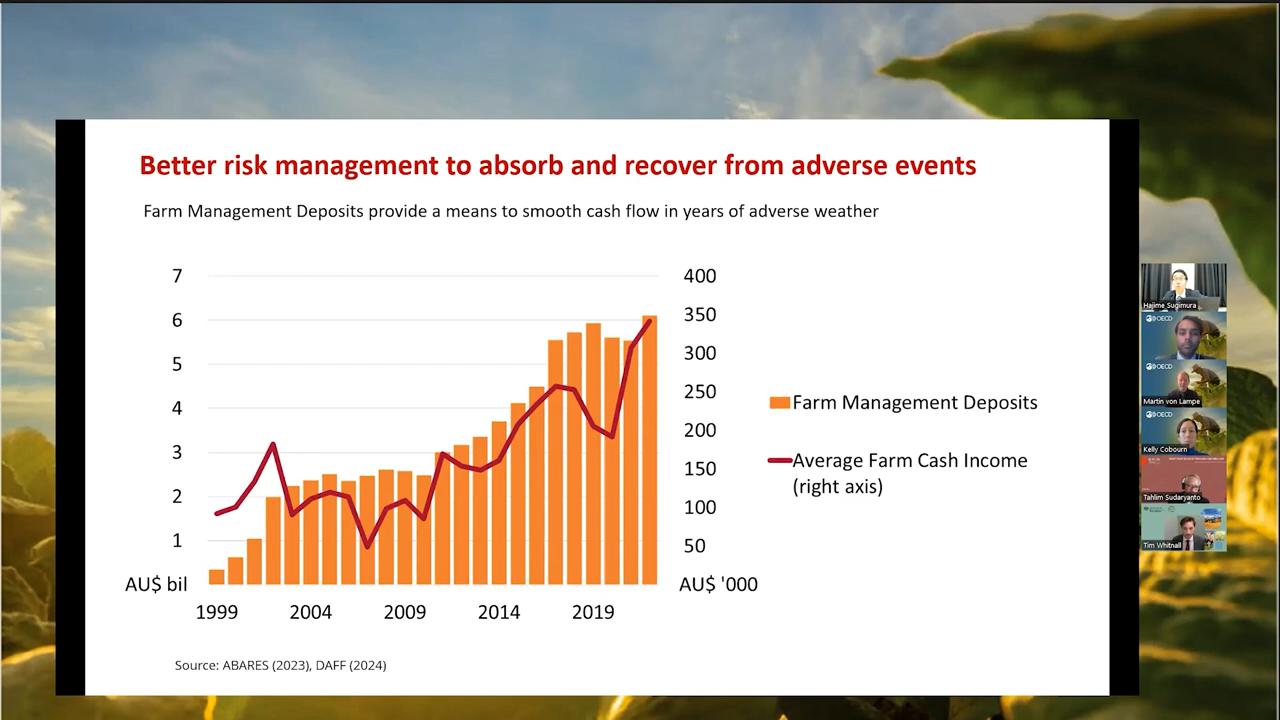 Better risk management to absorb and recover from adverse events
Farm Management Deposits provide a means to smooth cash flow in years of adverse weather
7
6
5
4
3
2
1
AU$ bil
400
350
300
250
200
150
100
50
AU$ '000
1999
2004
2009
2014
2019
Farm Management Deposits
Average Farm Cash Income
(right axis)
Source: ABARES (2023), DAFF (2024)
Hajime Sugimura
OECD
OECD
Martin von Lampe
OECD
Kelly Cobourn
Tahlim Sudaryanto
Tim Whitnall